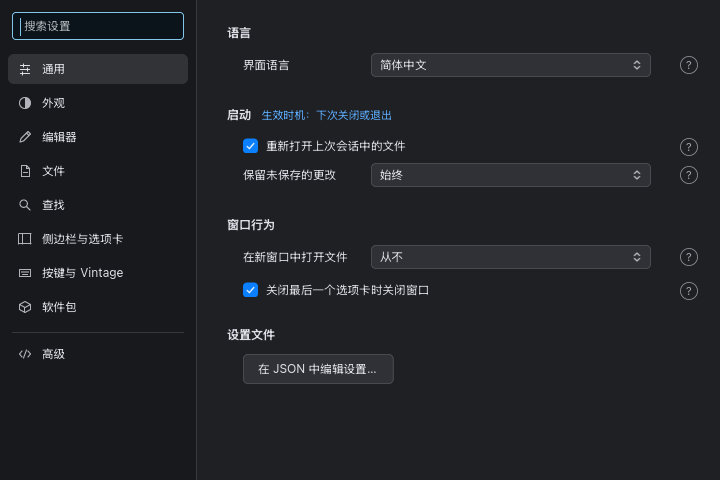 搜索设置
通用
外观
编辑器
文件
查找
侧边栏与选项卡
按键与 Vintage
软件包
高级
语言
界面语言 简体中文 ?
启动 生效时机：下次关闭或退出
重新打开上次会话中的文件 ?
保留未保存的更改 始终 ?
窗口行为
在新窗口中打开文件 从不 ?
关闭最后一个选项卡时关闭窗口 ?
设置文件
在 JSON 中编辑设置...